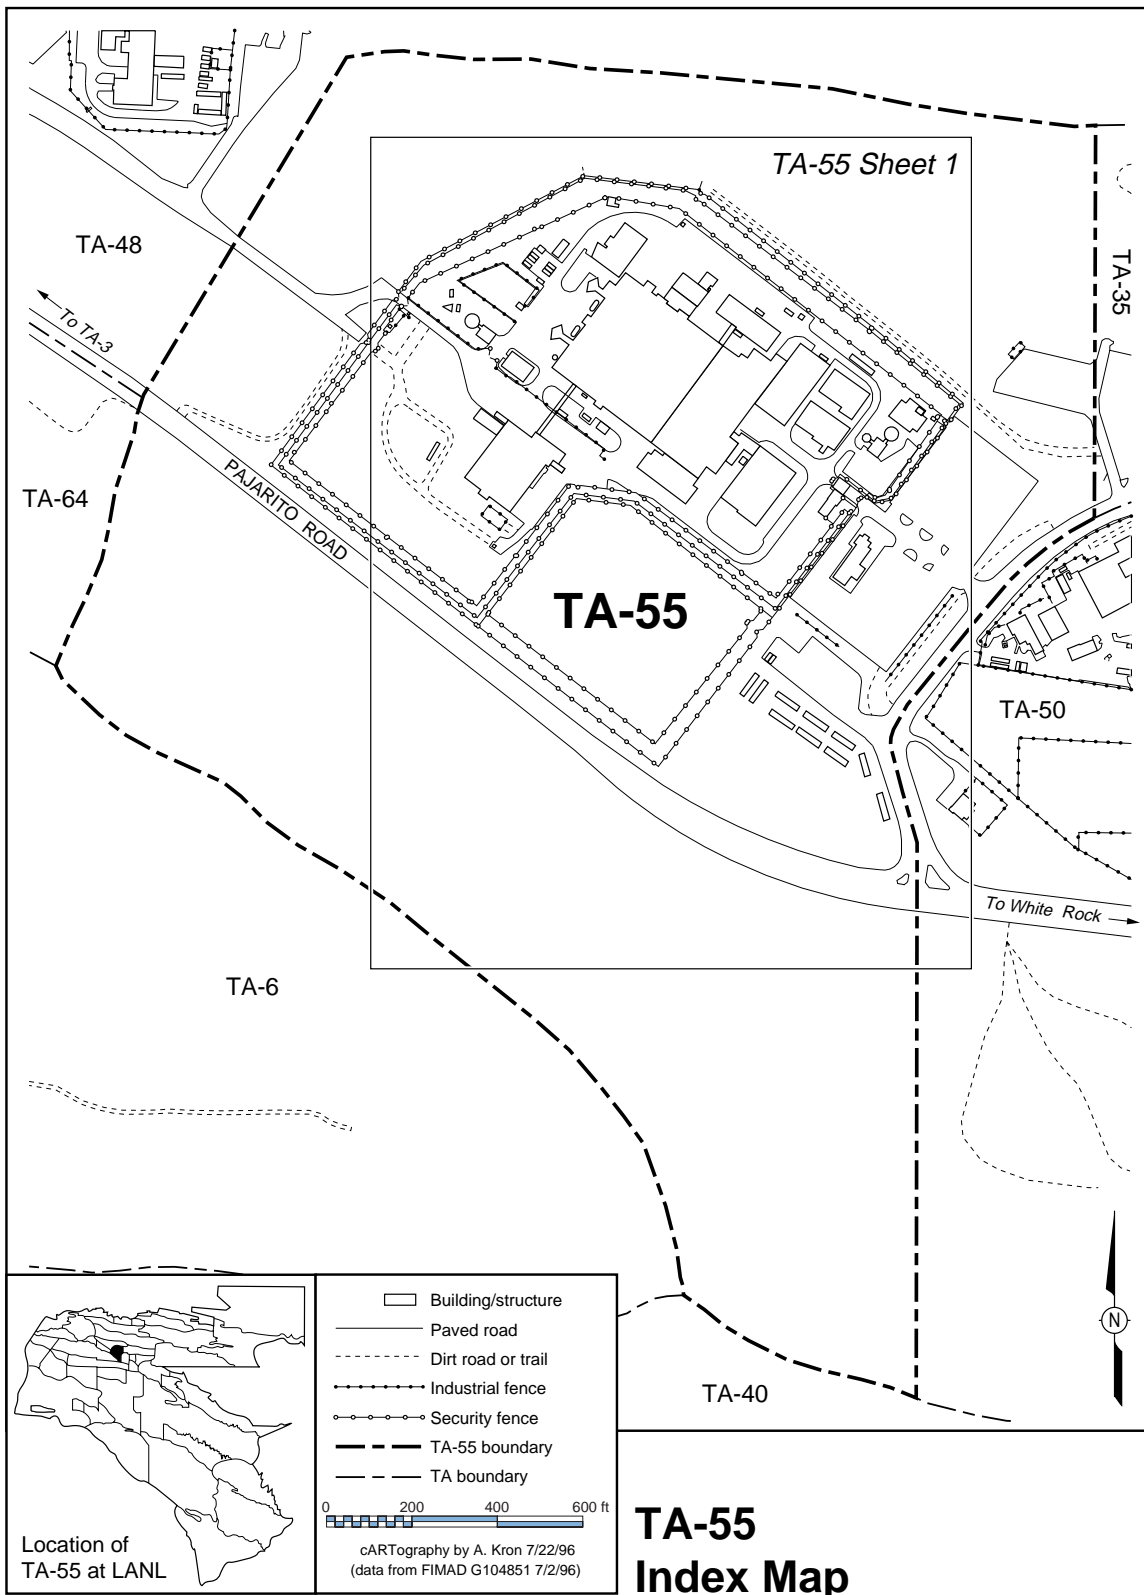 TA-55 Sheet 1
TA-48
TA-35
To TA-3
TA-64
PAJARITO ROAD
TA-55
TA-50
To White Rock
TA-6
N
TA-40
Building/structure
Paved road
Dirt road or trail
Industrial fence
Security fence
TA-55 boundary
TA boundary
0 200 400 600 ft
cARTography by A. Kron 7/22/96
(data from FIMAD G104851 7/2/96)
Location of
TA-55 at LANL
TA-55
Index Map